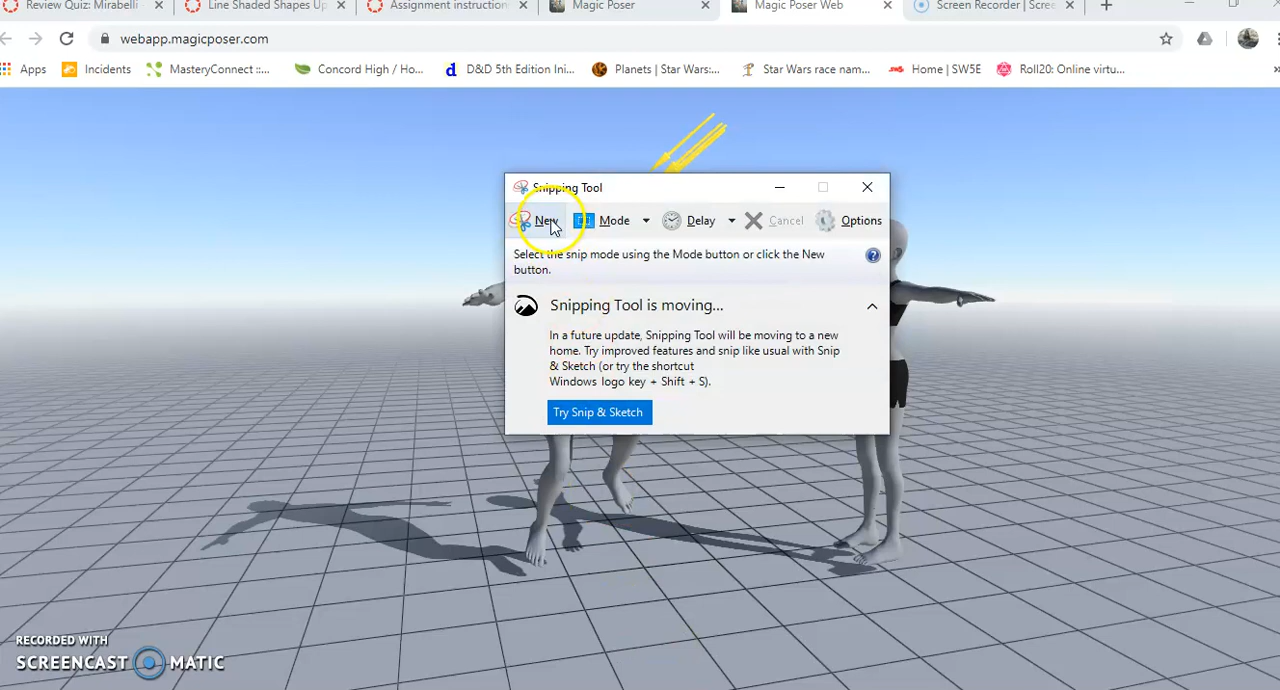 Review Quiz: Mirabelli
Line Shaded Shapes Up
Assignment instruction
Magic Poser
Magic Poser Web
Screen Recorder | Scree
webapp.magicposer.com
Apps
Incidents
MasteryConnect ::...
Concord High / Ho...
D&D 5th Edition Ini...
Planets | Star Wars:...
Star Wars race nam...
Home | SW5E
Roll20: Online virtu...
Snipping Tool
New
Mode
Delay
Cancel
Options
Select the snip mode using the Mode button or click the New
button.
Snipping Tool is moving...
In a future update, Snipping Tool will be moving to a new
home. Try improved features and snip like usual with Snip
& Sketch (or try the shortcut
Windows logo key + Shift + S).
Try Snip & Sketch
RECORDED WITH
SCREENCAST MATIC